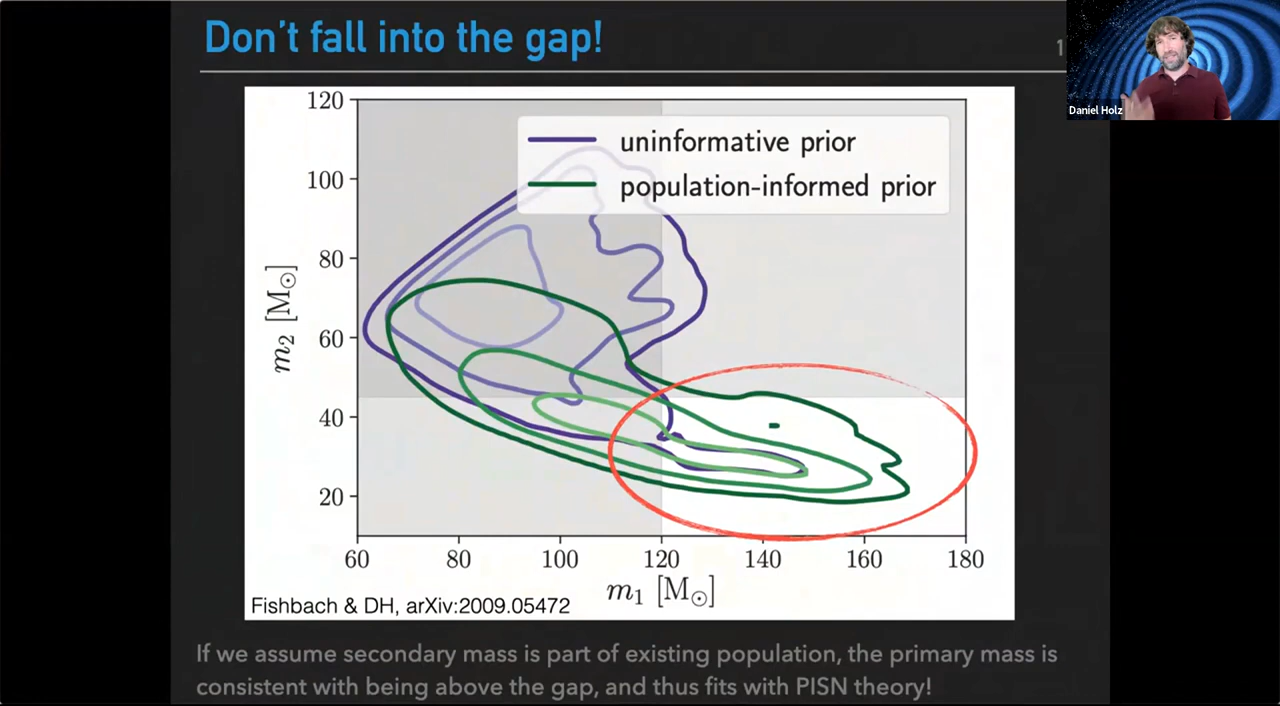 Don't fall into the gap!
1
Daniel Holz
uninformative prior
population-informed prior
120
100
80
60
40
20
m₂ [M⊙]
60 80 100 120 140 160 180
m₁ [M⊙]
Fishbach & DH, arXiv:2009.05472
If we assume secondary mass is part of existing population, the primary mass is
consistent with being above the gap, and thus fits with PISN theory!